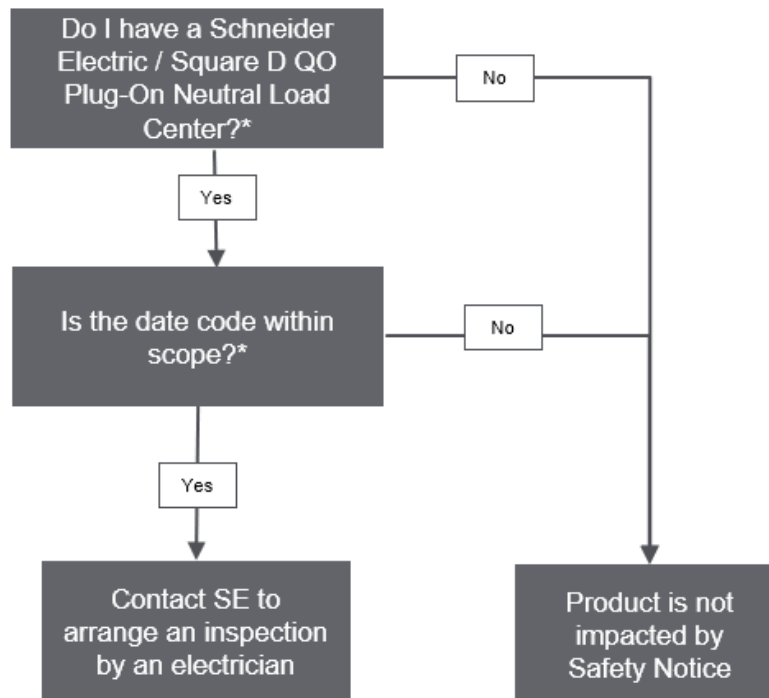 Do I have a Schneider
Electric / Square D QO
Plug-On Neutral Load
Center?*
No
Yes
Is the date code within
scope?*
No
Yes
Contact SE to
arrange an inspection
by an electrician
Product is not
impacted by
Safety Notice